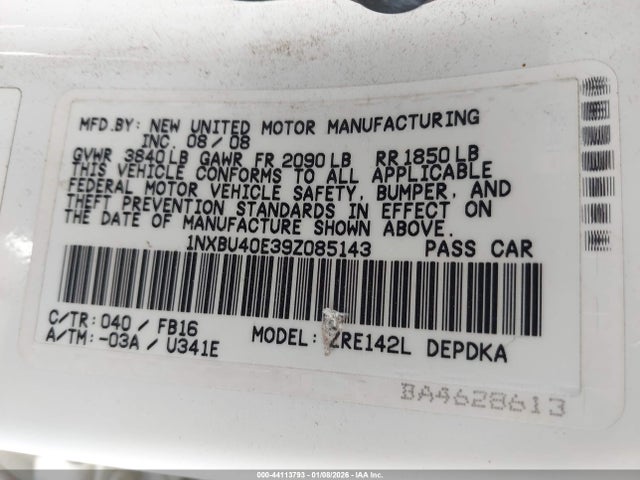 MFD.BY: NEW UNITED MOTOR MANUFACTURING
INC. 08/08
GVWR 3840LB GAWR FR 2090LB RR1850LB
THIS VEHICLE CONFORMS TO ALL APPLICABLE
FEDERAL MOTOR VEHICLE SAFETY, BUMPER, AND
THEFT PREVENTION STANDARDS IN EFFECT ON
THE DATE OF MANUFACTURE SHOWN ABOVE.
1NXBU40E39Z085143 PASS CAR
C/TR: 040 / FB16
A/TM: -03A / U341E
MODEL: ZRE142L DEPDKA
BA4628613
000-44113793 - 01/08/2026 - COPYRIGHT IAA, LLC.